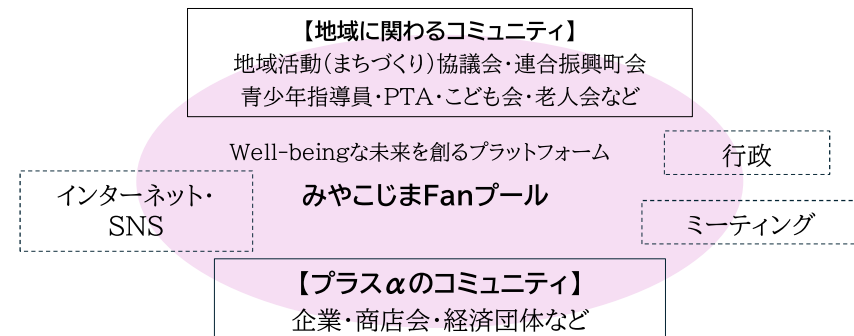 【地域に関わるコミュニティ】
地域活動（まちづくり）協議会・連合振興町会
青少年指導員・PTA・こども会・老人会など
Well-beingな未来を創るプラットフォーム
みやこじまFanプール
行政
インターネット・
SNS
ミーティング
【プラスαのコミュニティ】
企業・商店会・経済団体など